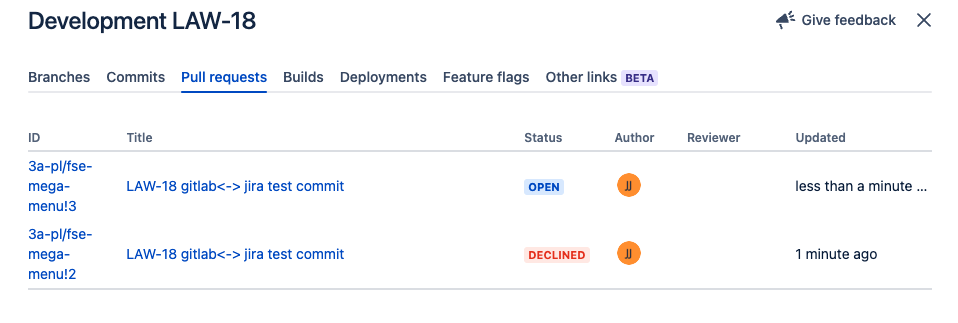 Development LAW-18
Give feedback
Branches Commits Pull requests Builds Deployments Feature flags Other links BETA
ID Title Status Author Reviewer Updated
3a-pl/fse-
mega-
menu!3
LAW-18 gitlab<-> jira test commit OPEN JJ less than a minute ...
3a-pl/fse-
mega-
menu!2
LAW-18 gitlab<-> jira test commit DECLINED JJ 1 minute ago